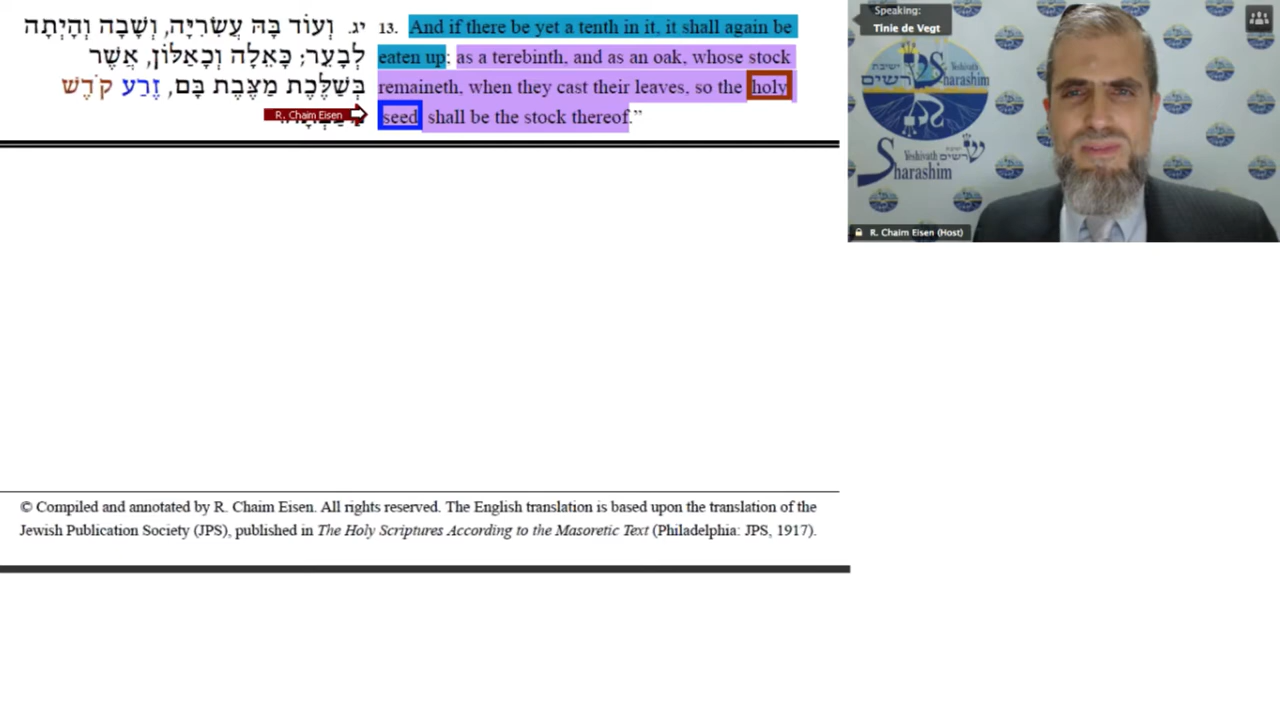 יג. וְעוֹד בָּהּ עֲשִׂרִיָּה, וְשָׁבָה וְהָיְתָה
לְבָעֵר; כָּאֵלָה וְכָאַלּוֹן, אֲשֶׁר
בְּשַׁלֶּכֶת מַצֶּבֶת בָּם, זֶרַע קֹדֶשׁ
R. Chaim Eisen
13. And if there be yet a tenth in it, it shall again be
eaten up; as a terebinth, and as an oak, whose stock
remaineth, when they cast their leaves, so the holy
seed shall be the stock thereof.”
© Compiled and annotated by R. Chaim Eisen. All rights reserved. The English translation is based upon the translation of the
Jewish Publication Society (JPS), published in The Holy Scriptures According to the Masoretic Text (Philadelphia: JPS, 1917).
Speaking:
Tinie de Vegt
ישיבת
שרשים
Sharashim
Yeshivath
ישיבת
שרשים
Sharashim
R. Chaim Eisen (Host)